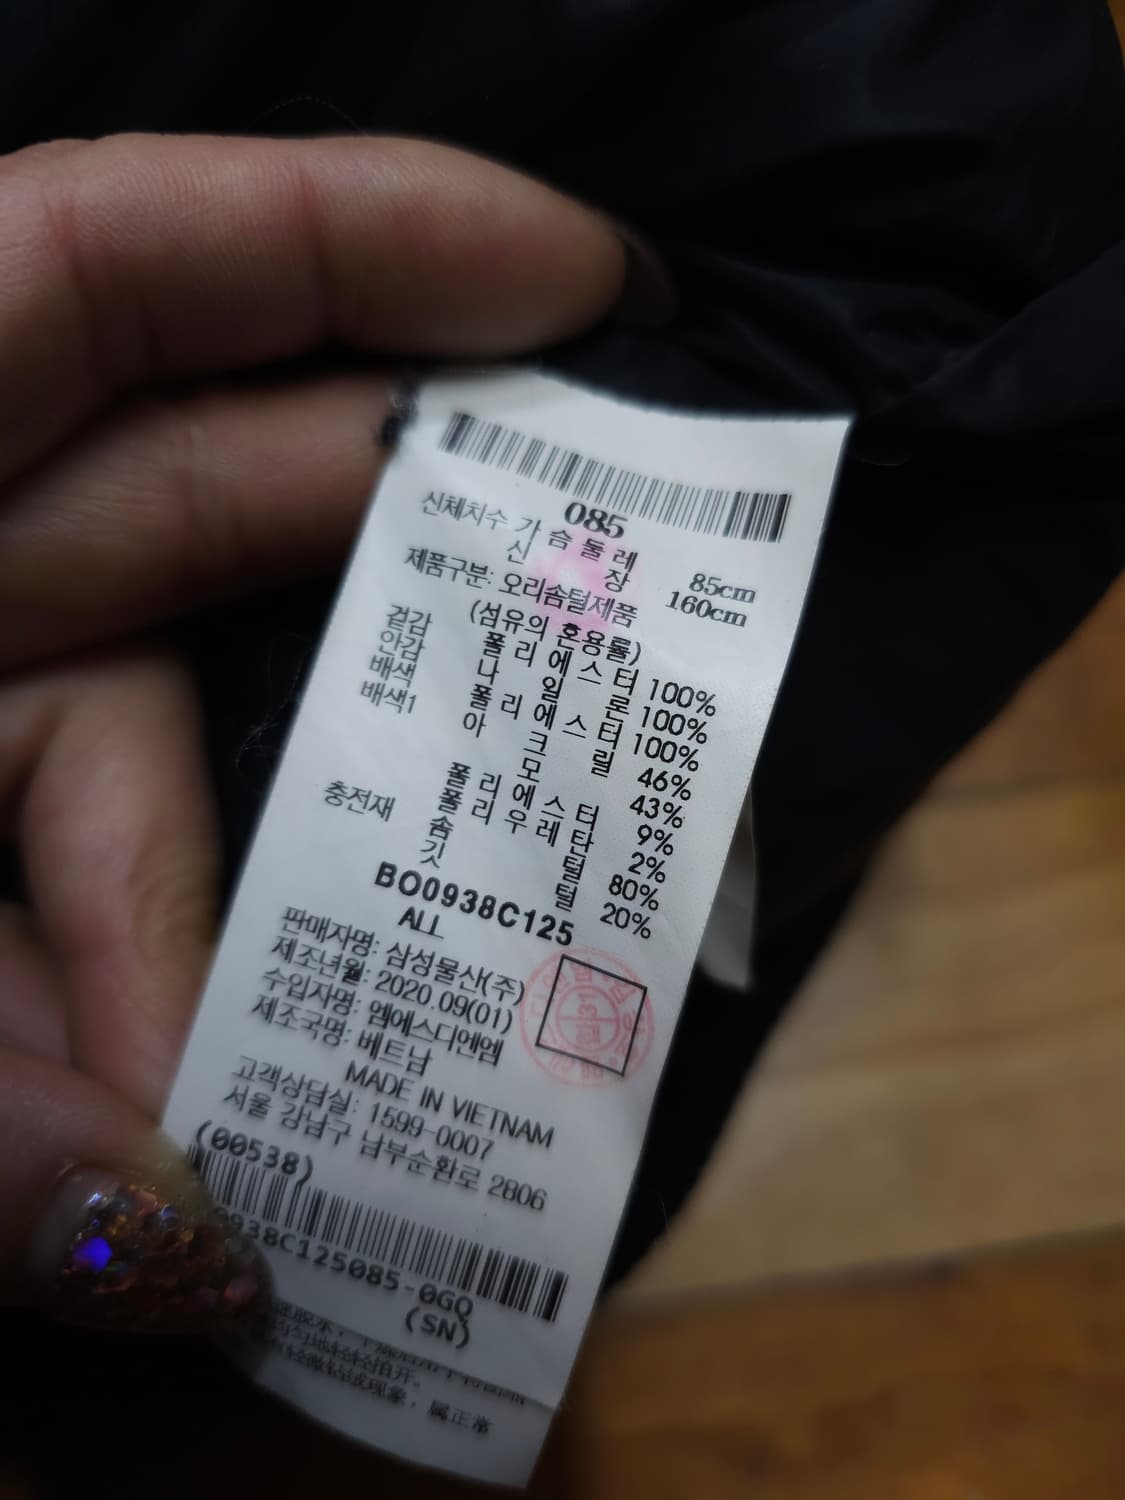 085
신체치수 가슴둘레 85cm
신장 160cm
제품구분: 오리솜털제품
(섬유의 혼용률)
겉감 폴리에스터 100%
안감 나일론 100%
배색 폴리에스터 100%
배색1 아크릴 46%
모 43%
폴리에스터 9%
폴리우레탄 2%
충전재 솜털 80%
깃털 20%
BO0938C125
ALL
판매자명: 삼성물산(주)
제조년월: 2020.09(01)
수입자명: 엠에스디엔엠
제조국명: 베트남
MADE IN VIETNAM
고객상담실: 1599-0007
서울 강남구 남부순환로 2806
(00538)
0938C125085-0GQ
(SN)
现象，属正常